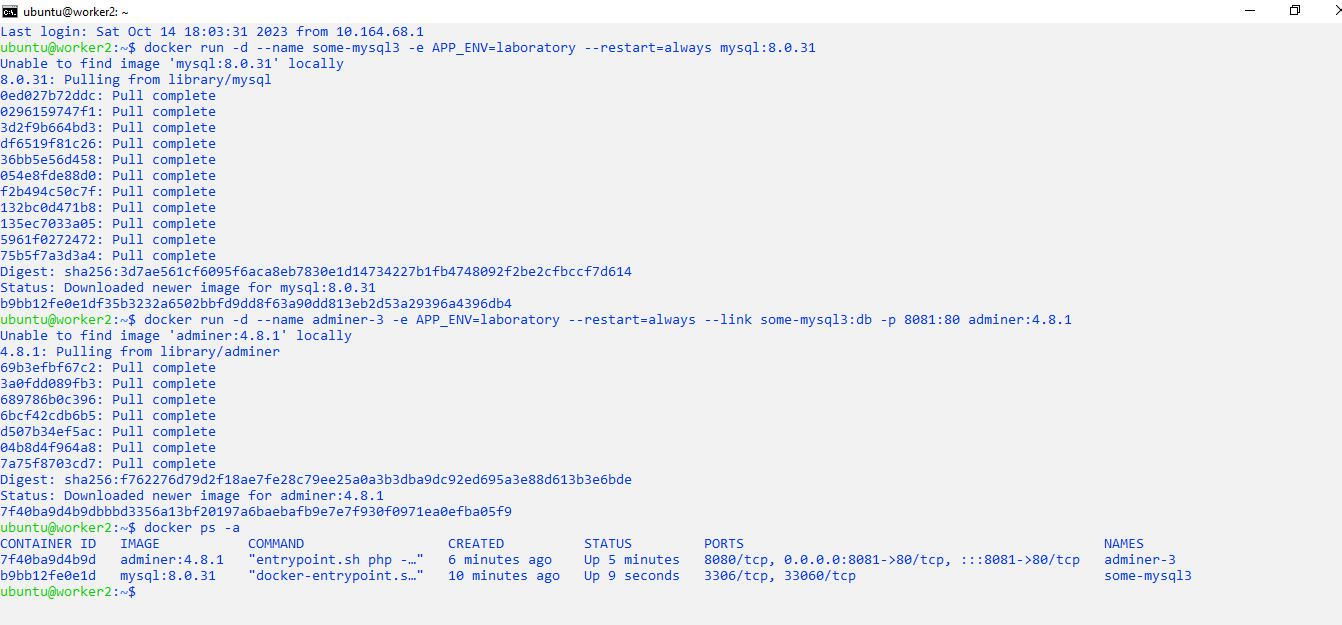 ubuntu@worker2: ~
Last login: Sat Oct 14 18:03:31 2023 from 10.164.68.1
ubuntu@worker2:~$ docker run -d --name some-mysql3 -e APP_ENV=laboratory --restart=always mysql:8.0.31
Unable to find image 'mysql:8.0.31' locally
8.0.31: Pulling from library/mysql
0ed027b72ddc: Pull complete
0296159747f1: Pull complete
3d2f9b664bd3: Pull complete
df6519f81c26: Pull complete
36bb5e56d458: Pull complete
054e8fde88d0: Pull complete
f2b494c50c7f: Pull complete
132bc0d471b8: Pull complete
135ec7033a05: Pull complete
5961f0272472: Pull complete
75b5f7a3d3a4: Pull complete
Digest: sha256:3d7ae561cf6095f6aca8eb7830e1d14734227b1fb4748092f2be2cfbccf7d614
Status: Downloaded newer image for mysql:8.0.31
b9bb12fe0e1df35b3232a6502bbfd9dd8f63a90dd813eb2d53a29396a4396db4
ubuntu@worker2:~$ docker run -d --name adminer-3 -e APP_ENV=laboratory --restart=always --link some-mysql3:db -p 8081:80 adminer:4.8.1
Unable to find image 'adminer:4.8.1' locally
4.8.1: Pulling from library/adminer
69b3efbf67c2: Pull complete
3a0fdd089fb3: Pull complete
689786b0c396: Pull complete
6bcf42cdb6b5: Pull complete
d507b34ef5ac: Pull complete
04b8d4f964a8: Pull complete
7a75f8703cd7: Pull complete
Digest: sha256:f762276d79d2f18ae7fe28c79ee25a0a3b3dba9dc92ed695a3e88d613b3e6bde
Status: Downloaded newer image for adminer:4.8.1
7f40ba9d4b9dbbbd3356a13bf20197a6baebafb9e7e7f930f0971ea0efba05f9
ubuntu@worker2:~$ docker ps -a
CONTAINER ID   IMAGE           COMMAND                  CREATED          STATUS         PORTS                                             NAMES
7f40ba9d4b9d   adminer:4.8.1   "entrypoint.sh php -…"   6 minutes ago    Up 5 minutes   8080/tcp, 0.0.0.0:8081->80/tcp, :::8081->80/tcp   adminer-3
b9bb12fe0e1d   mysql:8.0.31    "docker-entrypoint.s…"   10 minutes ago   Up 9 seconds   3306/tcp, 33060/tcp                               some-mysql3
ubuntu@worker2:~$